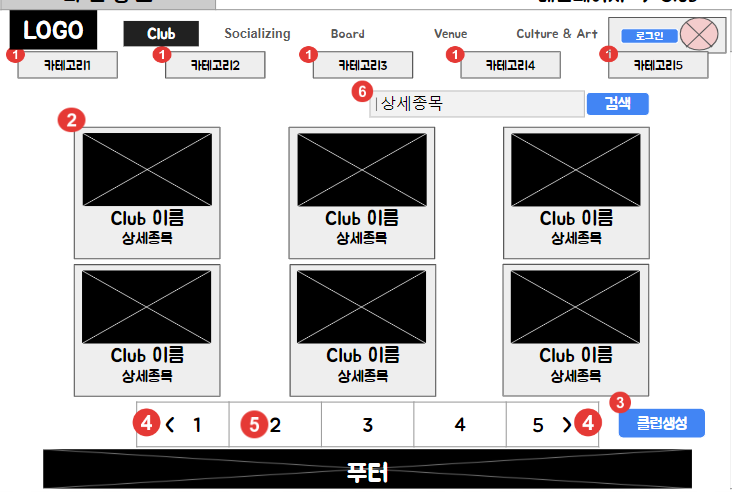 LOGO
Club
Socializing
Board
Venue
Culture & Art
로그인
1 카테고리1
1 카테고리2
1 카테고리3
1 카테고리4
1 카테고리5
6 상세종목
검색
2
Club 이름
상세종목
Club 이름
상세종목
Club 이름
상세종목
Club 이름
상세종목
Club 이름
상세종목
Club 이름
상세종목
4 < 1
5 2
3
4
5 > 4
3
클럽생성
푸터